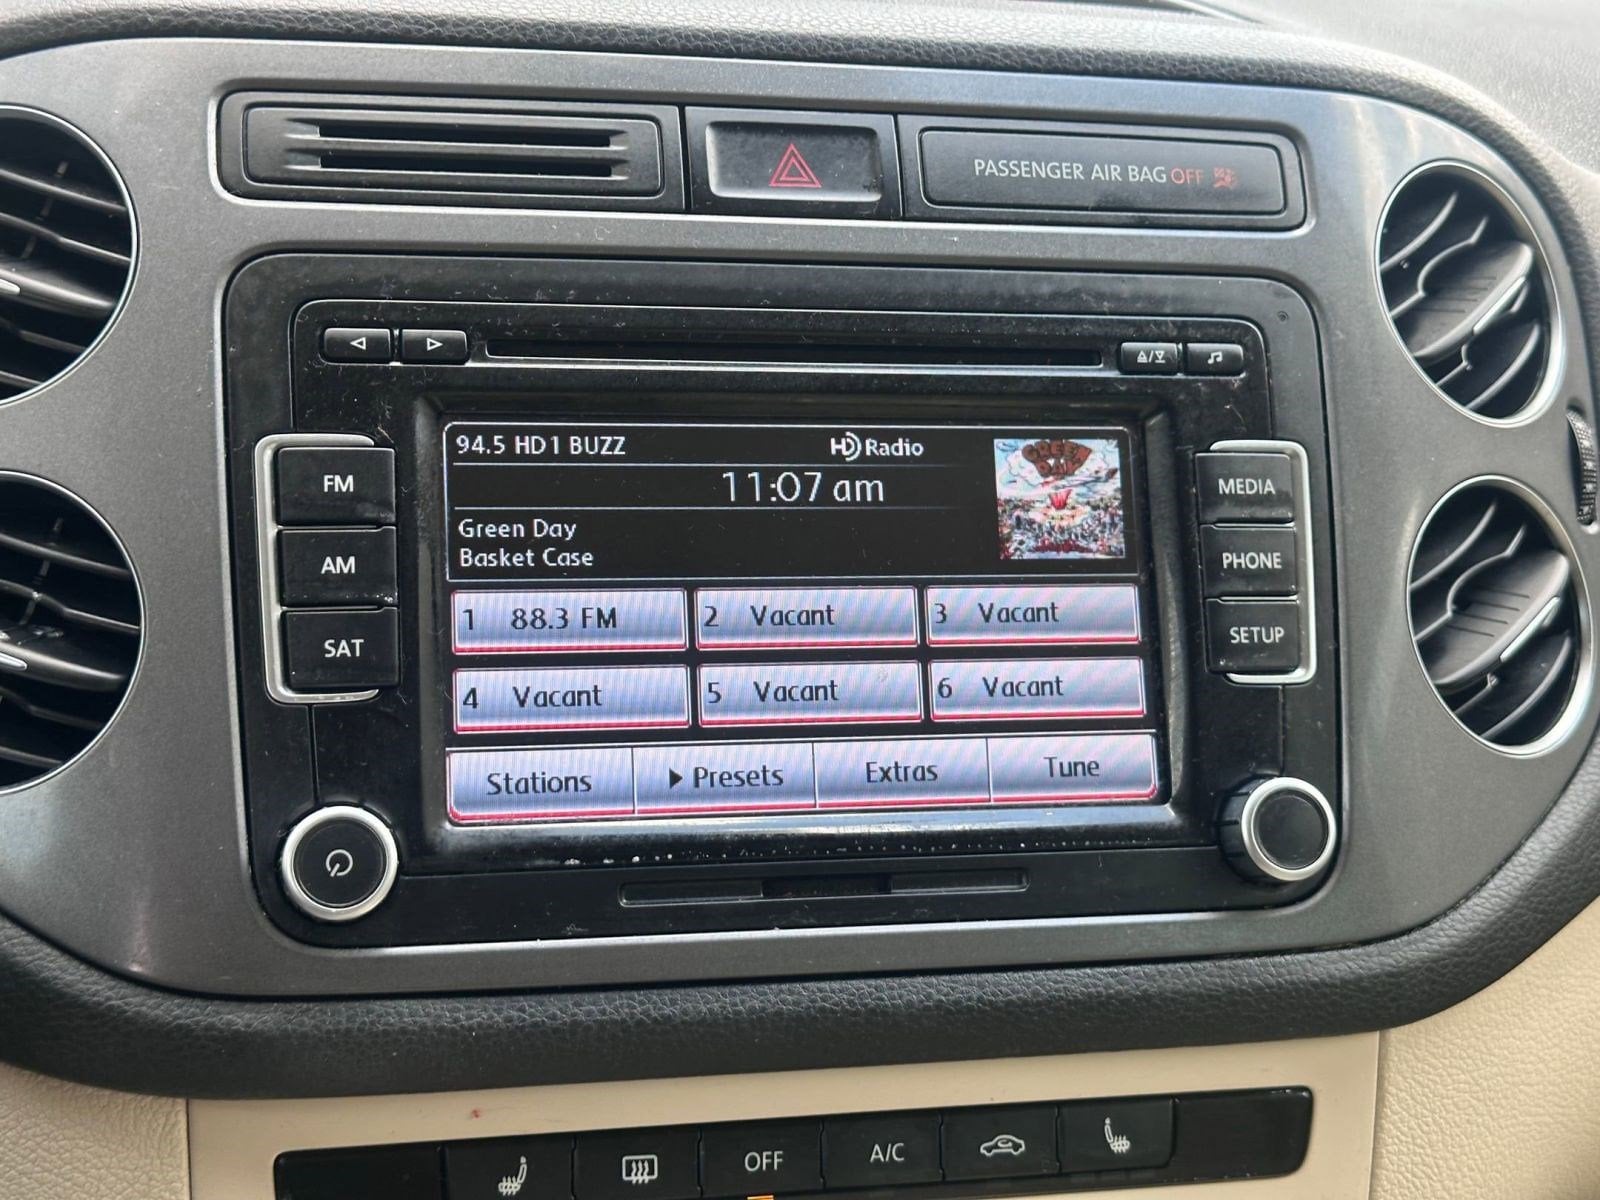 PASSENGER AIR BAG OFF
94.5 HD1 BUZZ
HD Radio
11:07 am
Green Day
Basket Case
GREEN DAY
FM
AM
SAT
MEDIA
PHONE
SETUP
1 88.3 FM
2 Vacant
3 Vacant
4 Vacant
5 Vacant
6 Vacant
Stations
Presets
Extras
Tune
OFF
A/C